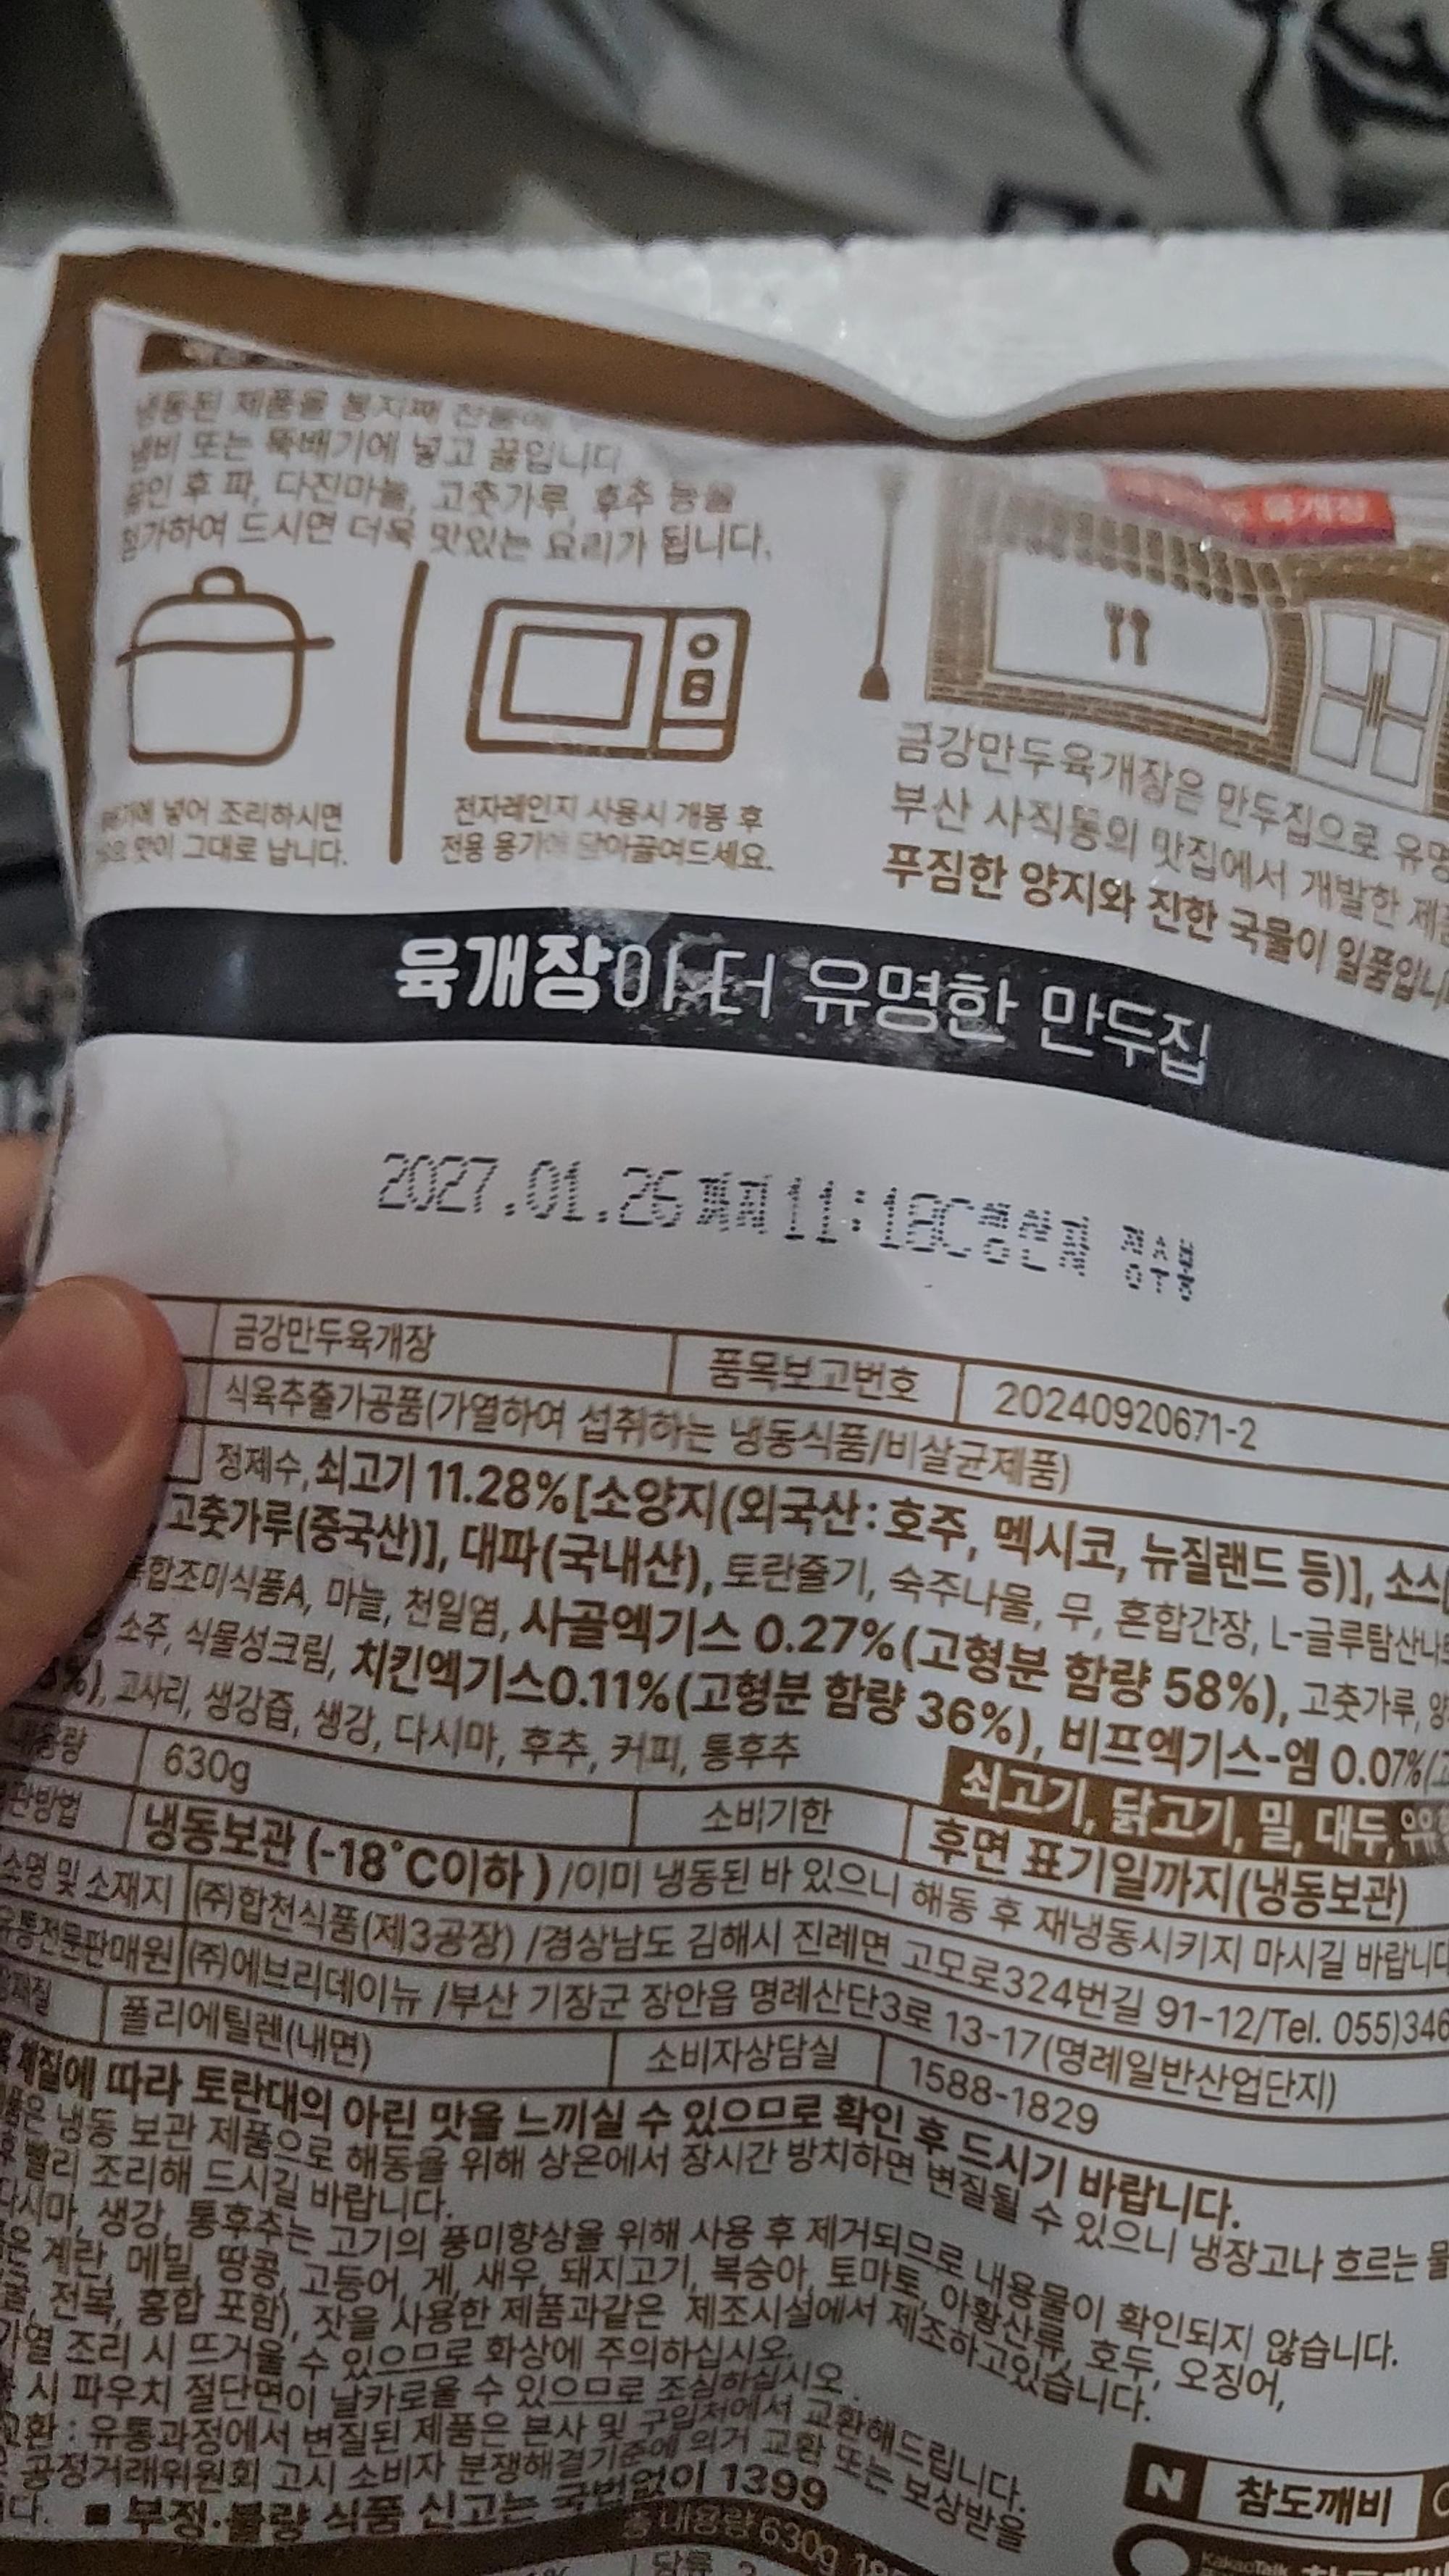 냉동된 제품을 봉지째 찬물에
냄비 또는 뚝배기에 넣고 끓입니다
끓인 후 파, 다진마늘, 고춧가루, 후추 등을
첨가하여 드시면 더욱 맛있는 요리가 됩니다.
육개장
넣어 조리하시면
맛이 그대로 납니다.
전자레인지 사용시 개봉 후
전용 용기에 담아끓여드세요.
금강만두육개장은 만두집으로 유명
부산 사직동의 맛집에서 개발한
푸짐한 양지와 진한 국물이 일품입니
육개장이 더 유명한 만두집
2027.01.26
금강만두육개장 품목보고번호 20240920671-2
식육추출가공품(가열하여 섭취하는 냉동식품/비살균제품)
정제수, 쇠고기 11.28%[소양지(외국산:호주, 멕시코, 뉴질랜드 등)],
고춧가루(중국산)], 대파(국내산), 토란줄기, 숙주나물, 무, 혼합간장, L-글루탐산나
복합조미식품A, 마늘, 천일염, 사골엑기스 0.27%(고형분 함량 58%), 고춧가루,
소주, 식물성크림, 치킨엑기스0.11%(고형분 함량 36%), 비프엑기스-엠 0.07%
고사리, 생강즙, 생강, 다시마, 후추, 커피, 통후추
쇠고기, 닭고기, 밀, 대두, 우유
630g 소비기한 후면 표기일까지(냉동보관)
관방법 냉동보관 (-18°C이하 )/이미 냉동된 바 있으니 해동 후 재냉동시키지 마시길 바랍니다
소명 및 소재지 (주)합천식품(제3공장) /경상남도 김해시 진례면 고모로324번길 91-12/Tel. 055)346
유통전문판매원 (주)에브리데이뉴 /부산 기장군 장안읍 명례산단3로 13-17(명례일반산업단지)
폴리에틸렌(내면) 소비자상담실 1588-1829
체질에 따라 토란대의 아린 맛을 느끼실 수 있으므로 확인 후 드시기 바랍니다.
냉동 보관 제품으로 해동을 위해 상온에서 장시간 방치하면 변질될 수 있으니 냉장고나 흐르는 물
빨리 조리해 드시길 바랍니다.
다시마, 생강, 통후추는 고기의 풍미향상을 위해 사용 후 제거되므로 내용물이 확인되지 않습니다.
계란, 메밀, 땅콩, 고등어, 게, 새우, 돼지고기, 복숭아, 토마토, 아황산류, 호두, 오징어,
전복, 홍합 포함), 잣을 사용한 제품과같은 제조시설에서 제조하고있습니다.
가열 조리 시 뜨거울 수 있으므로 화상에 주의하십시오.
시 파우치 절단면이 날카로울 수 있으므로 조심하십시오.
교환 : 유통과정에서 변질된 제품은 본사 및 구입처에서 교환해드립니다.
공정거래위원회 고시 소비자 분쟁해결기준에 의거 교환 또는 보상받을
다. ■ 부정·불량 식품 신고는 국번없이 1399
N 참도깨비
총 내용량 630g
당류